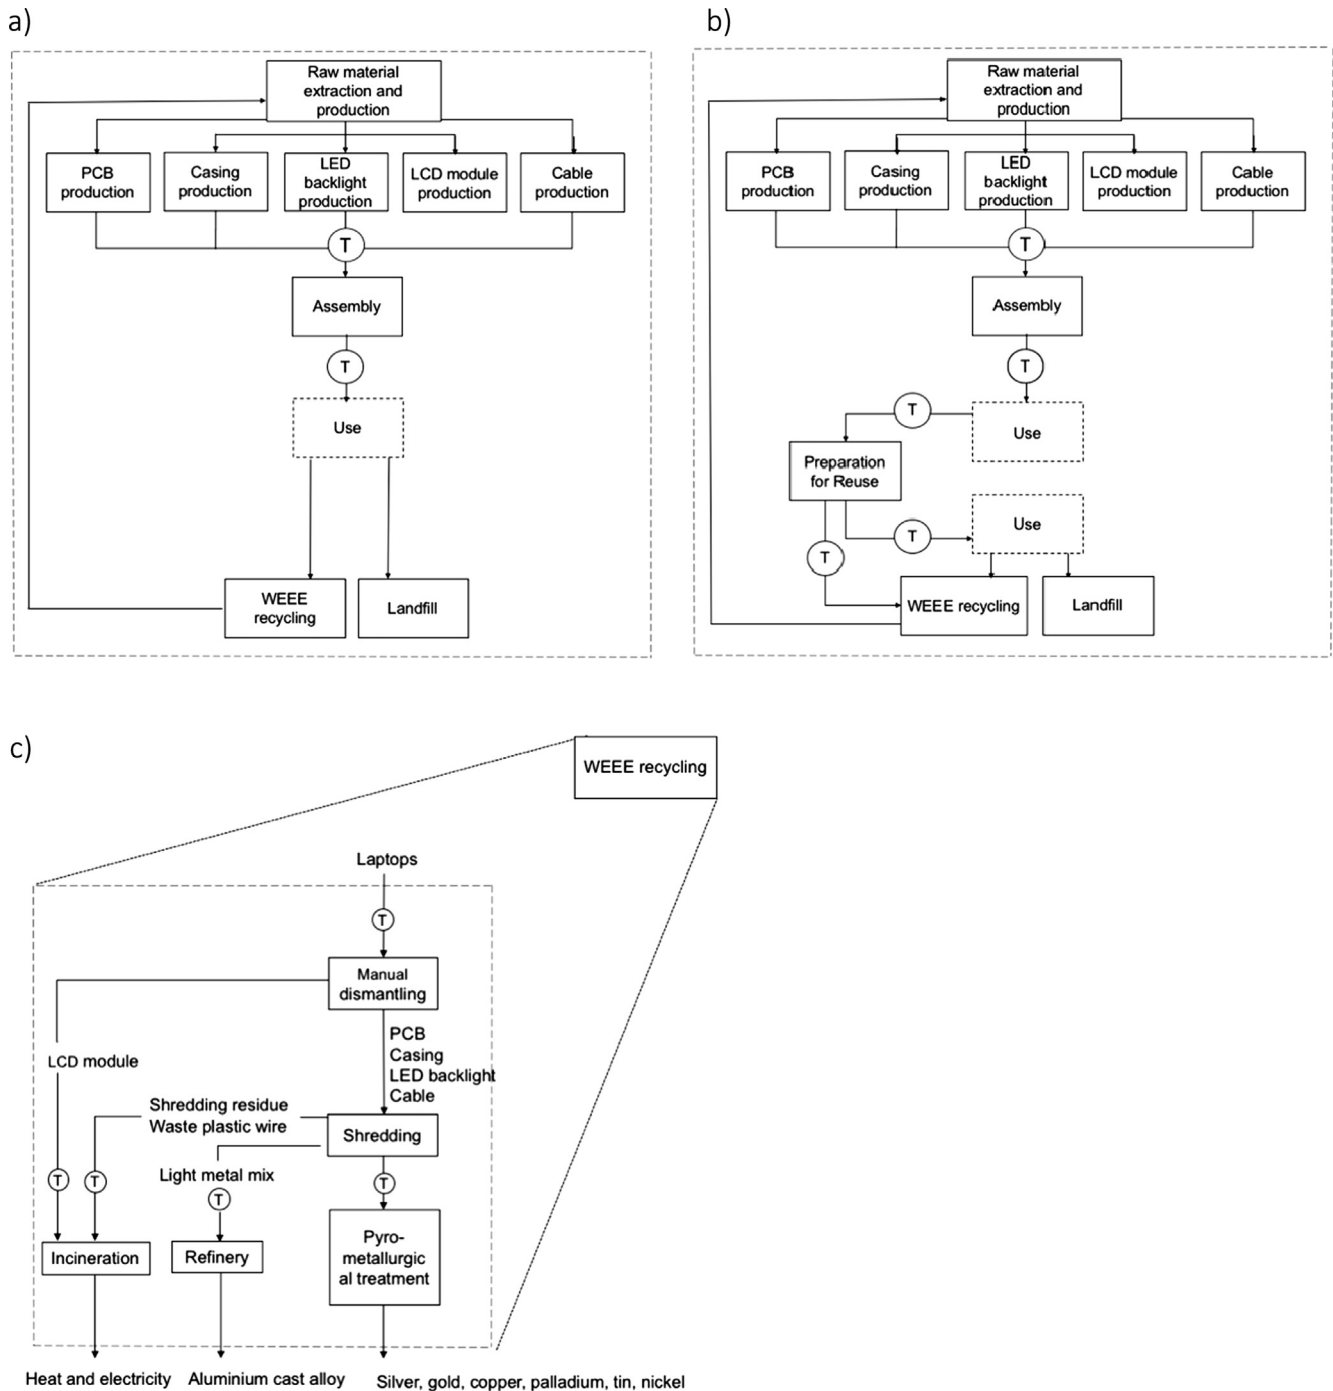 a)
Raw material
extraction and
production
PCB
production
Casing
production
LED
backlight
production
LCD module
production
Cable
production
T
Assembly
T
Use
WEEE
recycling
Landfill
b)
Raw material
extraction and
production
PCB
production
Casing
production
LED
backlight
production
LCD module
production
Cable
production
T
Assembly
T
Use
T
Preparation
for Reuse
T
Use
T
WEEE recycling
Landfill
c)
WEEE recycling
Laptops
T
Manual
dismantling
PCB
Casing
LED backlight
Cable
LCD module
Shredding residue
Waste plastic wire
Shredding
Light metal mix
T
T
T
T
Incineration
Refinery
Pyro-
metallurgic
al treatment
Heat and electricity
Aluminium cast alloy
Silver, gold, copper, palladium, tin, nickel